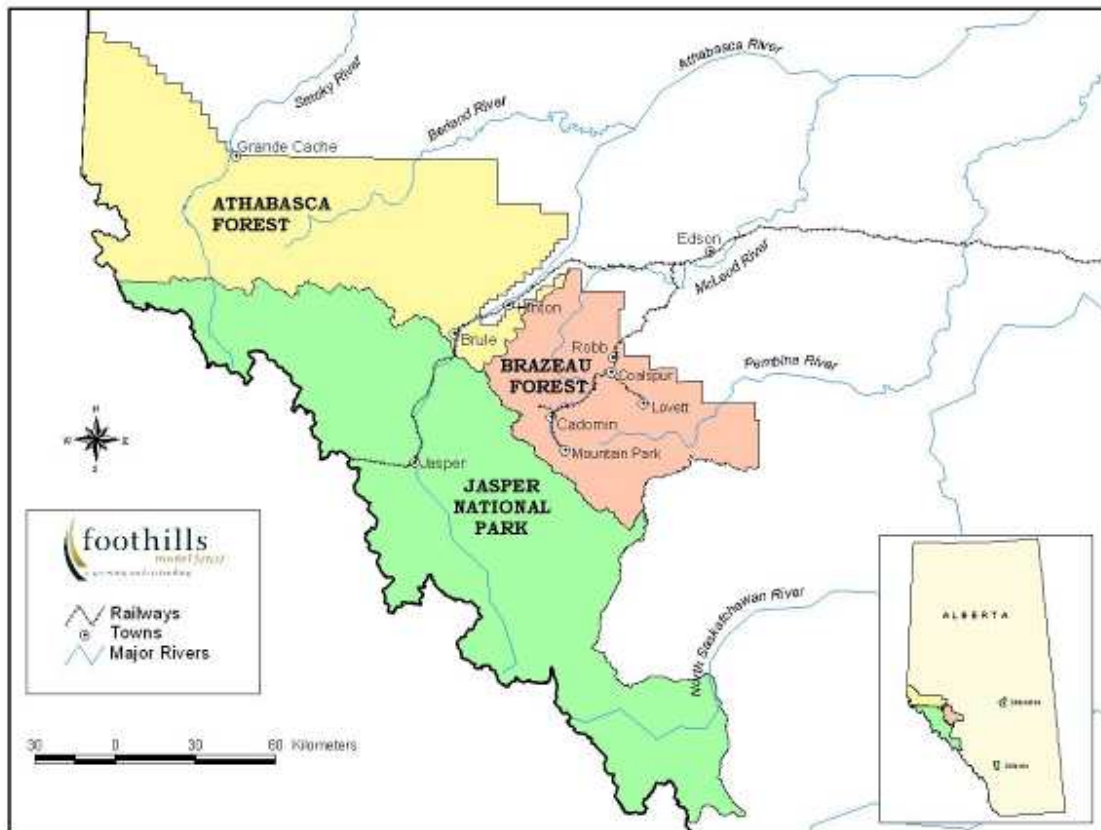 Smoky River
Berland River
Athabasca River
Grande Cache
ATHABASCA
FOREST
Edson
McLeod River
Hinton
Brule
Robb
BRAZEAU
FOREST
Coalspur
Pembina River
Lovett
Cadomin
Mountain Park
N
W
E
S
Jasper
JASPER
NATIONAL
PARK
foothills
model forest
Railways
Towns
Major Rivers
North Saskatchewan River
30 0 30 60 Kilometers
ALBERTA